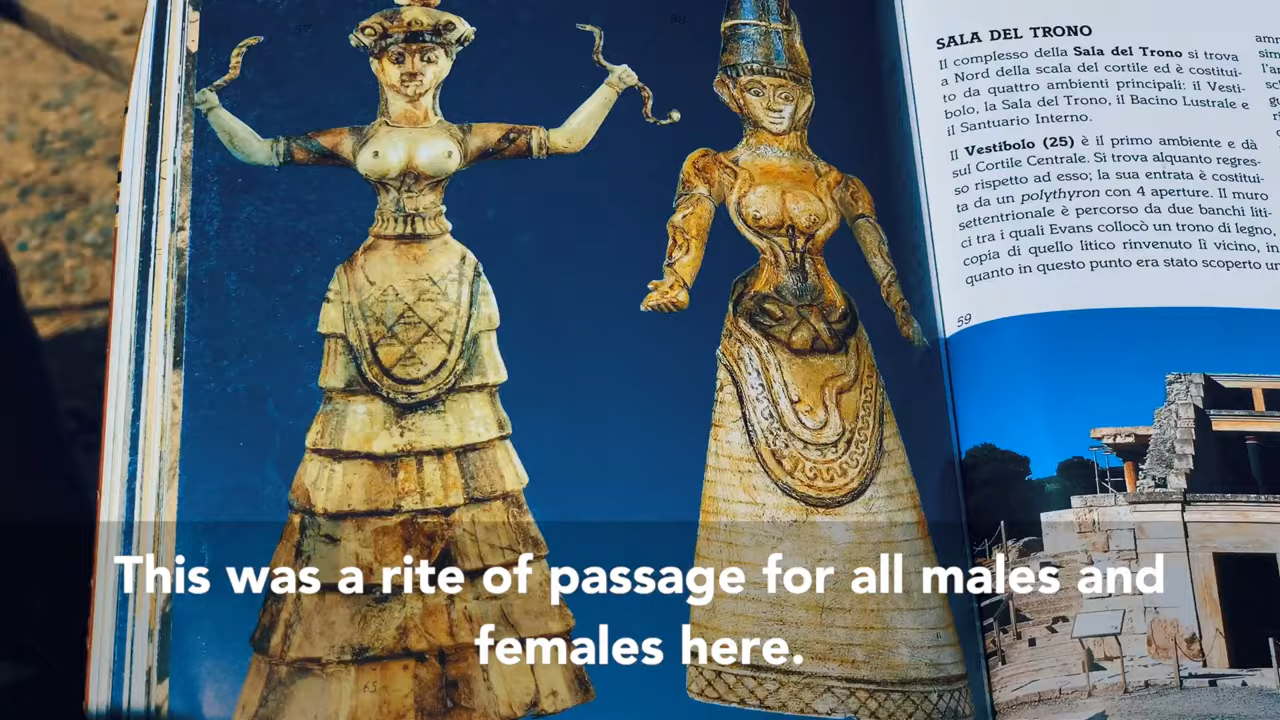 SALA DEL TRONO
Il complesso della Sala del Trono si trova
a Nord della scala del cortile ed è costitui-
to da quattro ambienti principali: il Vesti-
bolo, la Sala del Trono, il Bacino Lustrale e
il Santuario Interno.
Il Vestibolo (25) è il primo ambiente e dà
sul Cortile Centrale. Si trova alquanto regres-
so rispetto ad esso; la sua entrata è costitui-
ta da un polythyron con 4 aperture. Il muro
settentrionale è percorso da due banchi liti-
ci tra i quali Evans collocò un trono di legno,
copia di quello litico rinvenuto lì vicino, in
quanto in questo punto era stato scoperto un
59
65
This was a rite of passage for all males and
females here.